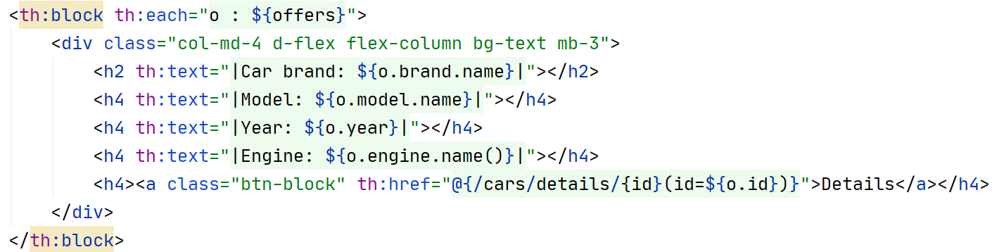 <th:block th:each="o : ${offers}">
    <div class="col-md-4 d-flex flex-column bg-text mb-3">
        <h2 th:text="|Car brand: ${o.brand.name}|"></h2>
        <h4 th:text="|Model: ${o.model.name}|"></h4>
        <h4 th:text="|Year: ${o.year}|"></h4>
        <h4 th:text="|Engine: ${o.engine.name()}|"></h4>
        <h4><a class="btn-block" th:href="@{/cars/details/{id}(id=${o.id})}">Details</a></h4>
    </div>
</th:block>